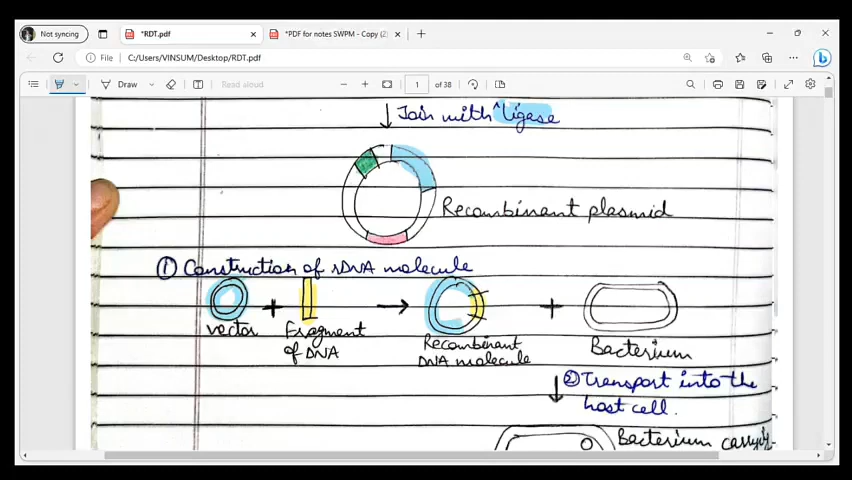 Not syncing
*RDT.pdf
*PDF for notes SWPM - Copy (2)
File
C:/Users/VINSUM/Desktop/RDT.pdf
Draw
1 of 38
Join with "ligase
Recombinant plasmid
① Construction of rDNA molecule
vector
Fragment of DNA
Recombinant DNA molecule
Bacterium
② Transport into the
host cell.
Bacterium carryin-